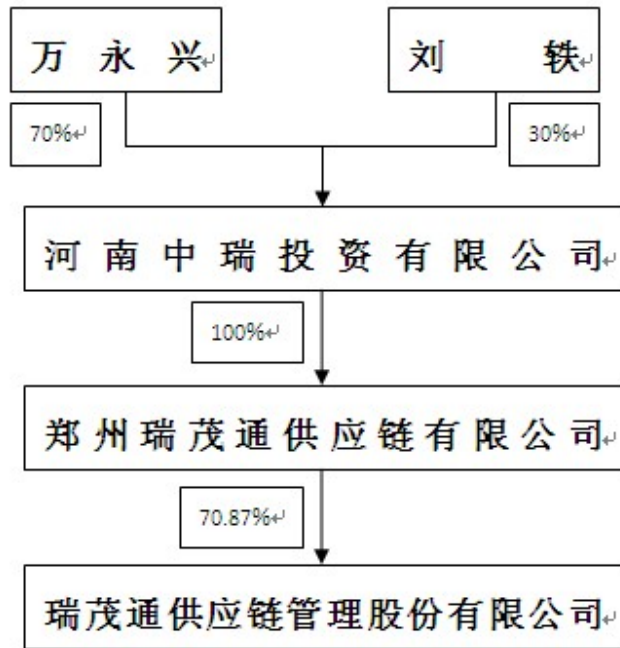 万永兴
刘轶
70%
30%
河南中瑞投资有限公司
100%
郑州瑞茂通供应链有限公司
70.87%
瑞茂通供应链管理股份有限公司